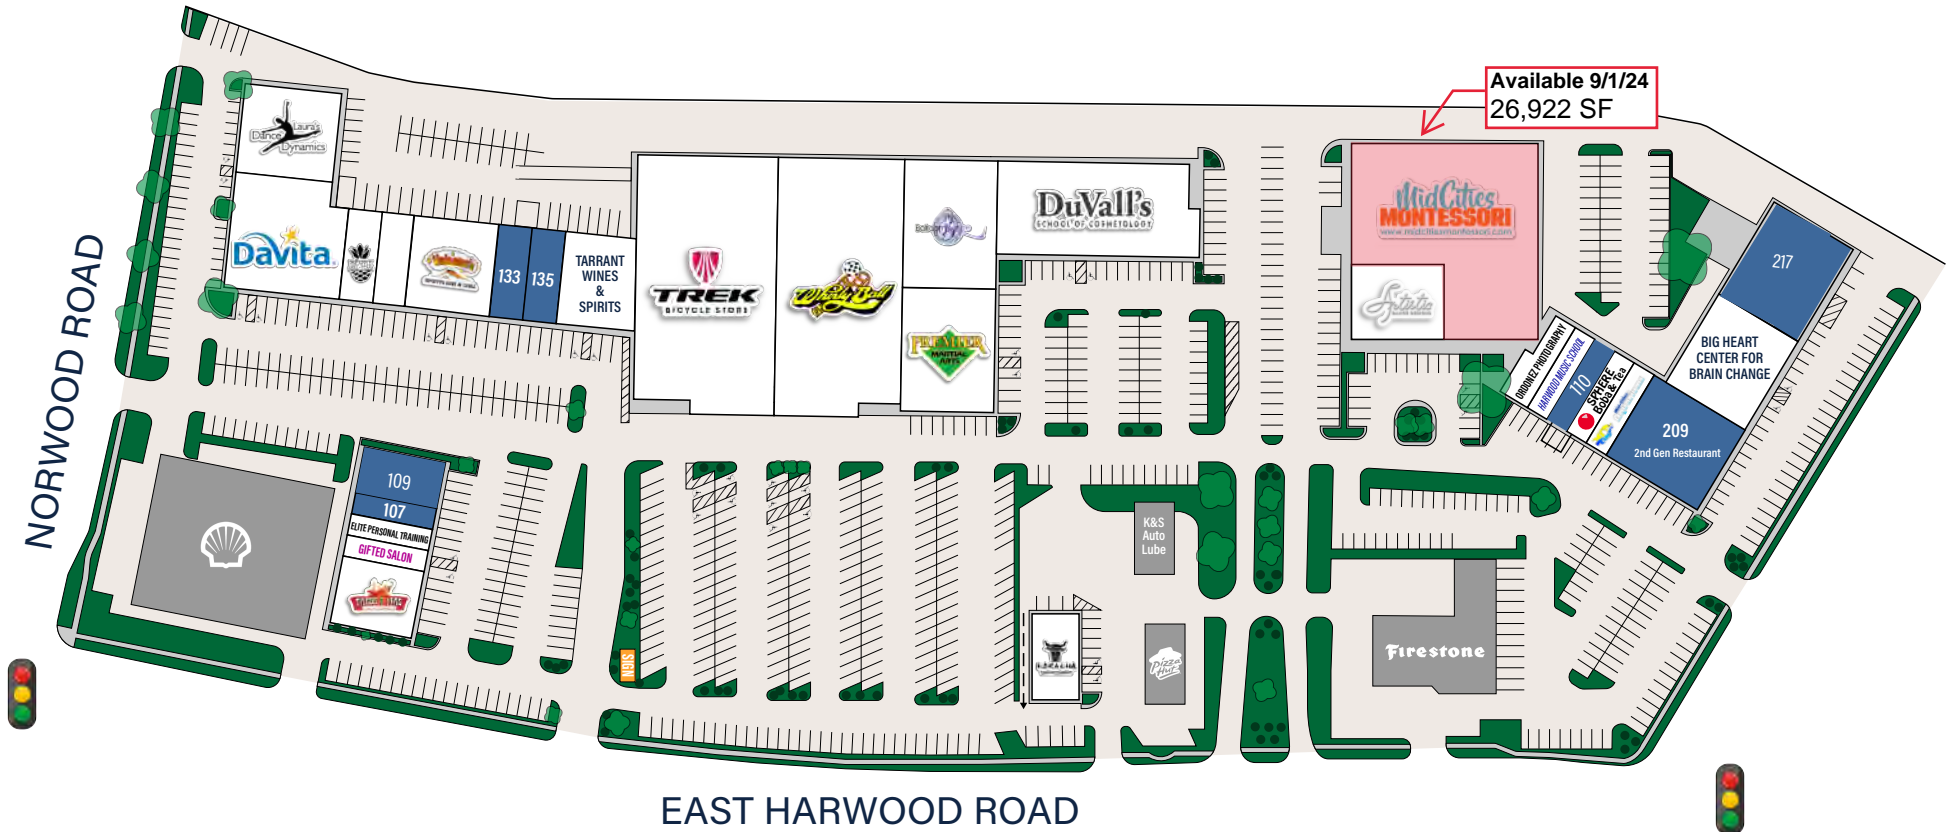 Available 9/1/24
26,922 SF
Laura's
Dance
Dynamics
DaVita.
133
135
TARRANT
WINES
&
SPIRITS
TREK
BICYCLE STORE
Whirly Ball
PREMIER
MARTIAL
ARTS
DuVall's
SCHOOL OF COSMETOLOGY
MidCities
MONTESSORI
www.midcitiesmontessori.com
Artistic
ORDONEZ PHOTOGRAPHY
HARWOOD MUSIC SCHOOL
110
SPHERE
Boba & Tea
209
2nd Gen Restaurant
BIG HEART
CENTER FOR
BRAIN CHANGE
217
NORWOOD ROAD
109
107
ELITE PERSONAL TRAINING
GIFTED SALON
SIGN
K&S
Auto
Lube
Pizza
Hut
Firestone
EAST HARWOOD ROAD